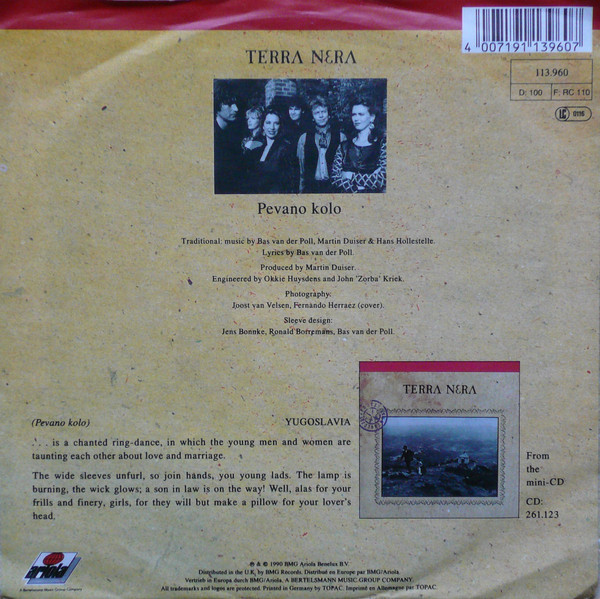 4 007191 139607
113.960
D: 100 F: RC 110
LC 0116
TERRA NERA
Pevano kolo
Traditional: music by Bas van der Poll, Martin Duiser & Hans Hollestelle.
Lyrics by Bas van der Poll.
Produced by Martin Duiser.
Engineered by Okkie Huysdens and John 'Zorba' Kriek.
Photography:
Joost van Velsen, Fernando Herraez (cover).
Sleeve design:
Jens Bonnke, Ronald Borremans, Bas van der Poll.
(Pevano kolo) YUGOSLAVIA
. . . is a chanted ring-dance, in which the young men and women are
taunting each other about love and marriage.
The wide sleeves unfurl, so join hands, you young lads. The lamp is
burning, the wick glows; a son in law is on the way! Well, alas for your
frills and finery, girls, for they will but make a pillow for your lover's
head.
TERRA NERA
From
the
mini-CD
CD:
261.123
ariola
A Bertelsmann Music Group Company
℗ & © 1990 BMG Ariola Benelux B.V.
Distributed in the U.K. by BMG Records. Distribué en Europe par BMG/Ariola.
Vertrieb in Europa durch BMG/Ariola. A BERTELSMANN MUSIC GROUP COMPANY.
All trademarks and logos are protected. Printed in Germany by TOPAC. Imprimé en Allemagne par TOPAC.